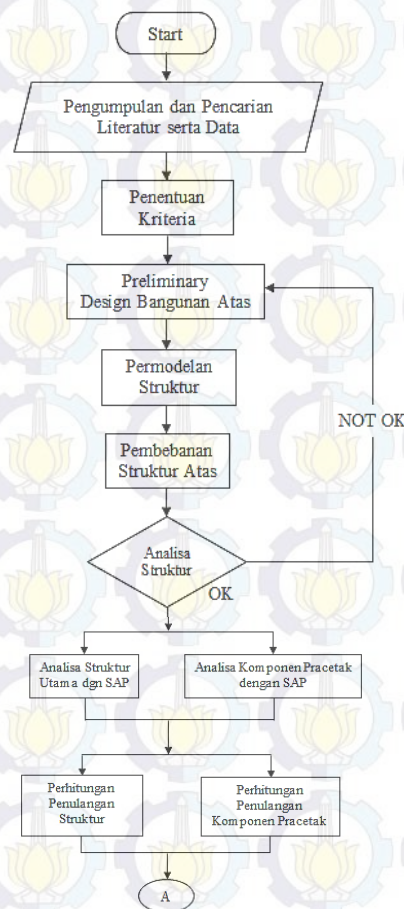 Start
Pengumpulan dan Pencarian
Literatur serta Data
Penentuan
Kriteria
Preliminary
Design Bangunan Atas
Permodelan
Struktur
NOT OK
Pembebanan
Struktur Atas
Analisa
Struktur
OK
Analisa Struktur
Utama dgn SAP
Analisa Komponen Pracetak
dengan SAP
Perhitungan
Penulangan
Struktur
Perhitungan
Penulangan
Komponen Pracetak
A